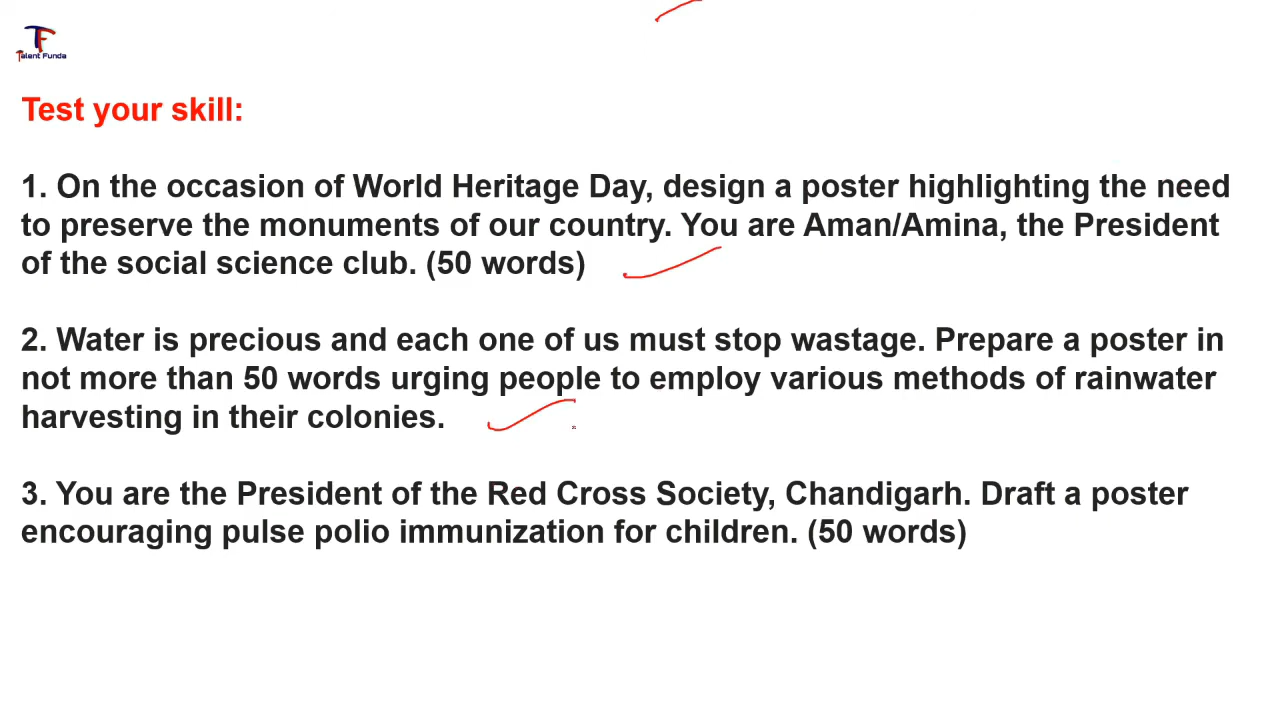 TF
Talent Funda
Test your skill:
1. On the occasion of World Heritage Day, design a poster highlighting the need
to preserve the monuments of our country. You are Aman/Amina, the President
of the social science club. (50 words)
2. Water is precious and each one of us must stop wastage. Prepare a poster in
not more than 50 words urging people to employ various methods of rainwater
harvesting in their colonies.
3. You are the President of the Red Cross Society, Chandigarh. Draft a poster
encouraging pulse polio immunization for children. (50 words)